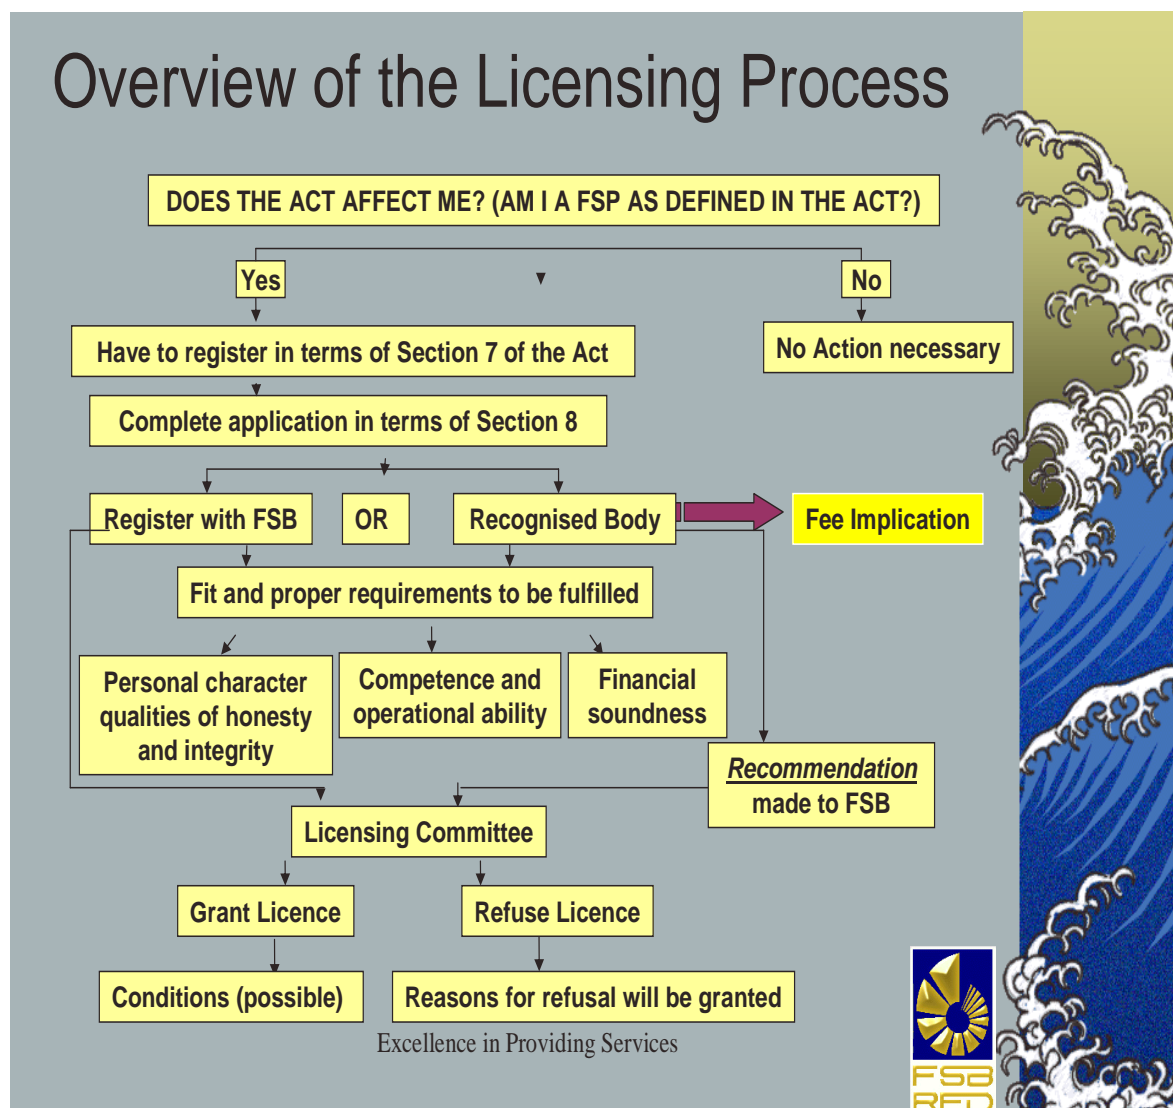 Overview of the Licensing Process
DOES THE ACT AFFECT ME? (AM I A FSP AS DEFINED IN THE ACT?)
Yes
No
Have to register in terms of Section 7 of the Act
No Action necessary
Complete application in terms of Section 8
Register with FSB
OR
Recognised Body
Fee Implication
Fit and proper requirements to be fulfilled
Personal character
qualities of honesty
and integrity
Competence and
operational ability
Financial
soundness
Recommendation
made to FSB
Licensing Committee
Grant Licence
Refuse Licence
Conditions (possible)
Reasons for refusal will be granted
Excellence in Providing Services
FSB